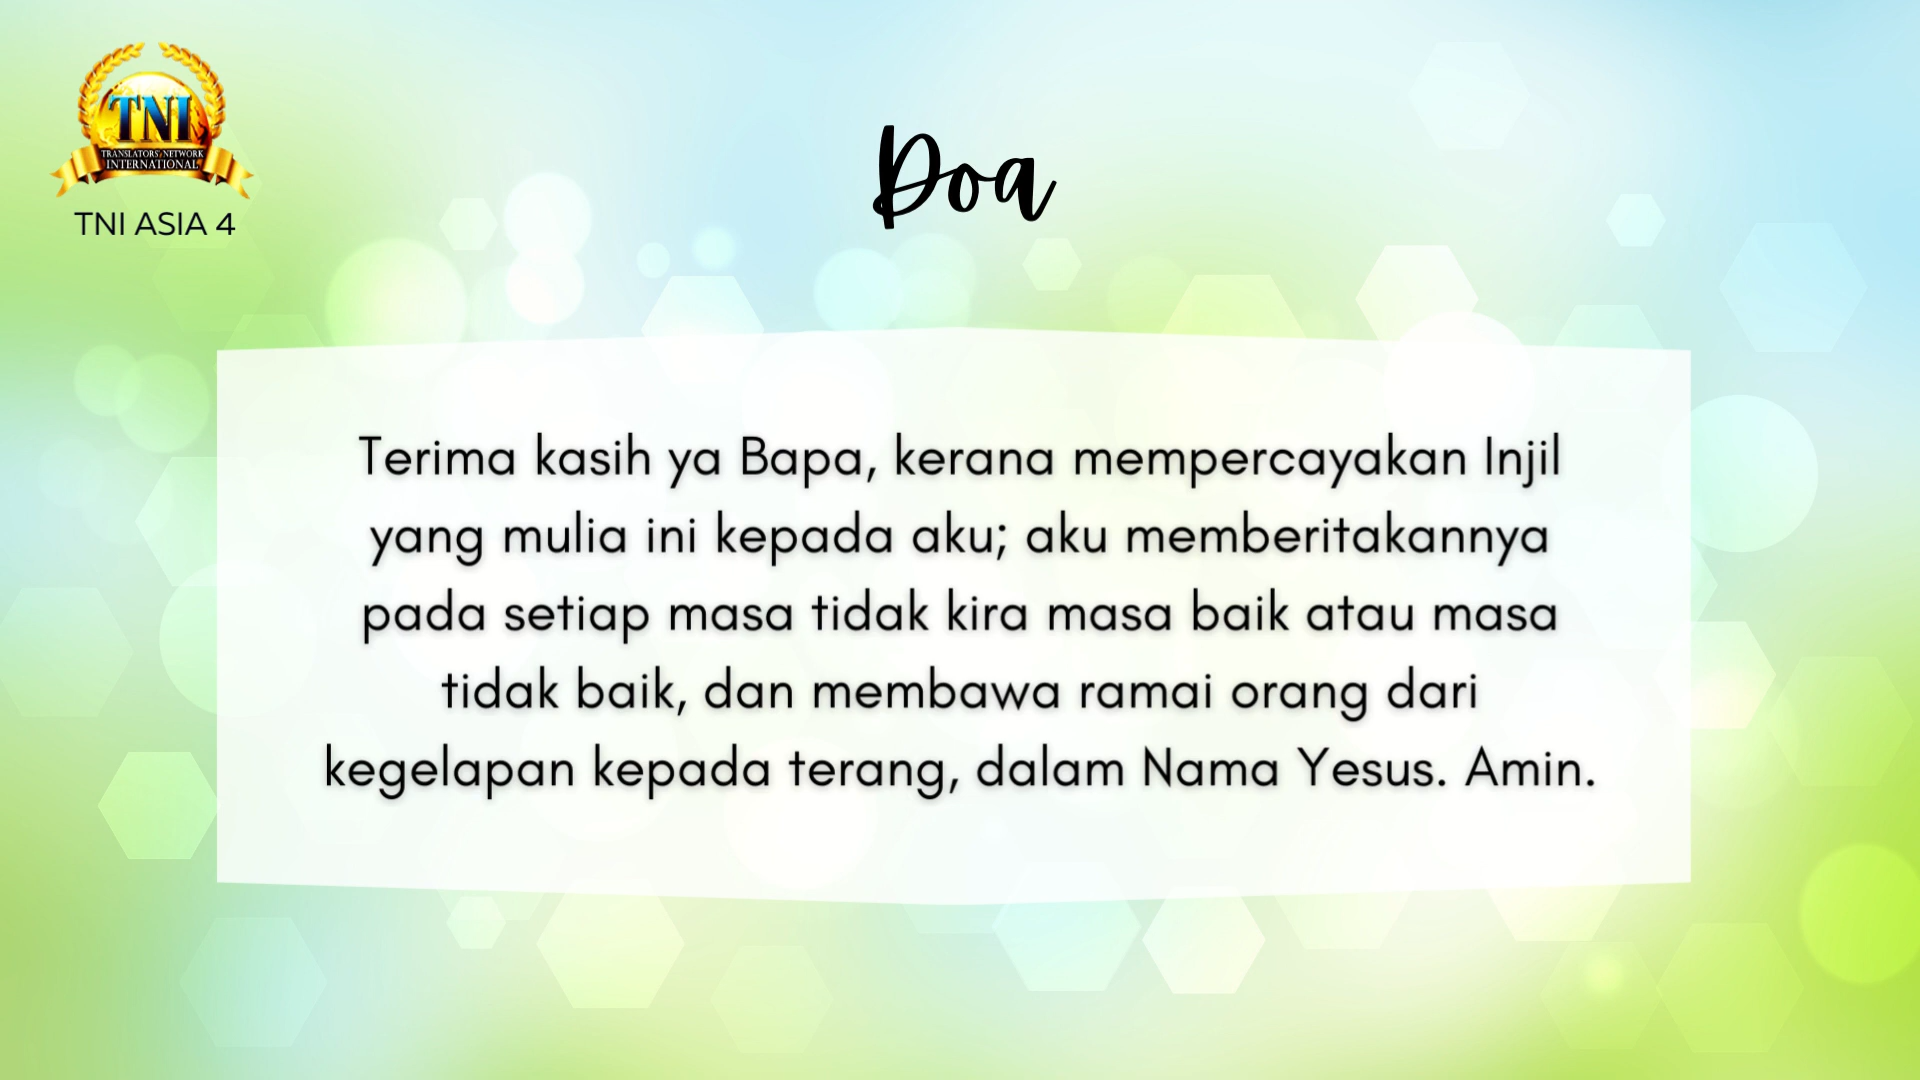 TNI
TRANSLATORS' NETWORK
INTERNATIONAL
TNI ASIA 4
Doa
Terima kasih ya Bapa, kerana mempercayakan Injil
yang mulia ini kepada aku; aku memberitakannya
pada setiap masa tidak kira masa baik atau masa
tidak baik, dan membawa ramai orang dari
kegelapan kepada terang, dalam Nama Yesus. Amin.